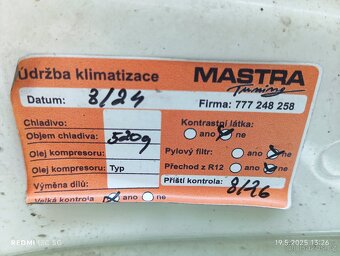 Údržba klimatizace
MASTRA
Tuning
Datum: 8/24
Firma: 777 248 258
Chladivo:
Kontrastní látka:
ano ne
Objem chladiva: 520g
Olej kompresoru:
Pylový filtr: ano ne
Olej kompresoru: Typ
Přechod z R12 ano ne
Výměna dílů:
Příští kontrola: 8/26
Velká kontrola ano ne
REDMI
19.5.2025 13:26